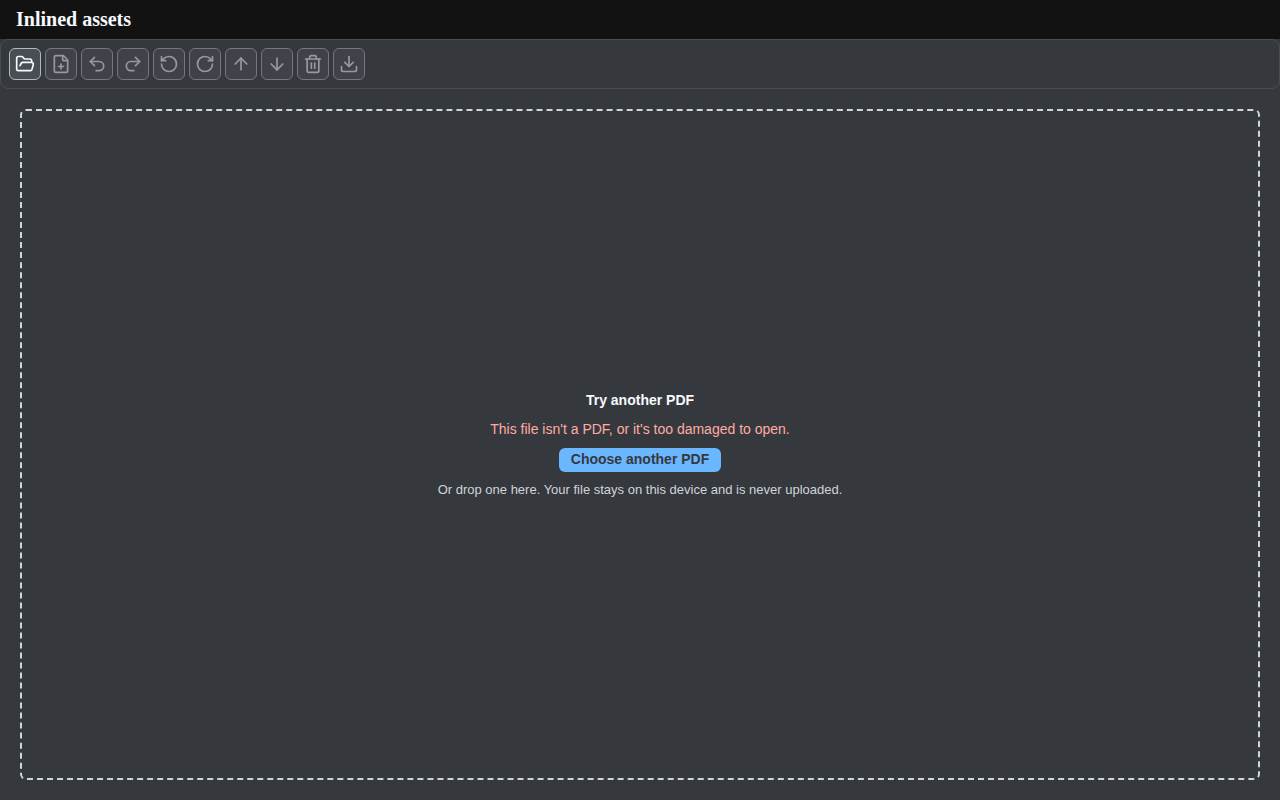 Inlined assets
Try another PDF
This file isn't a PDF, or it's too damaged to open.
Choose another PDF
Or drop one here. Your file stays on this device and is never uploaded.